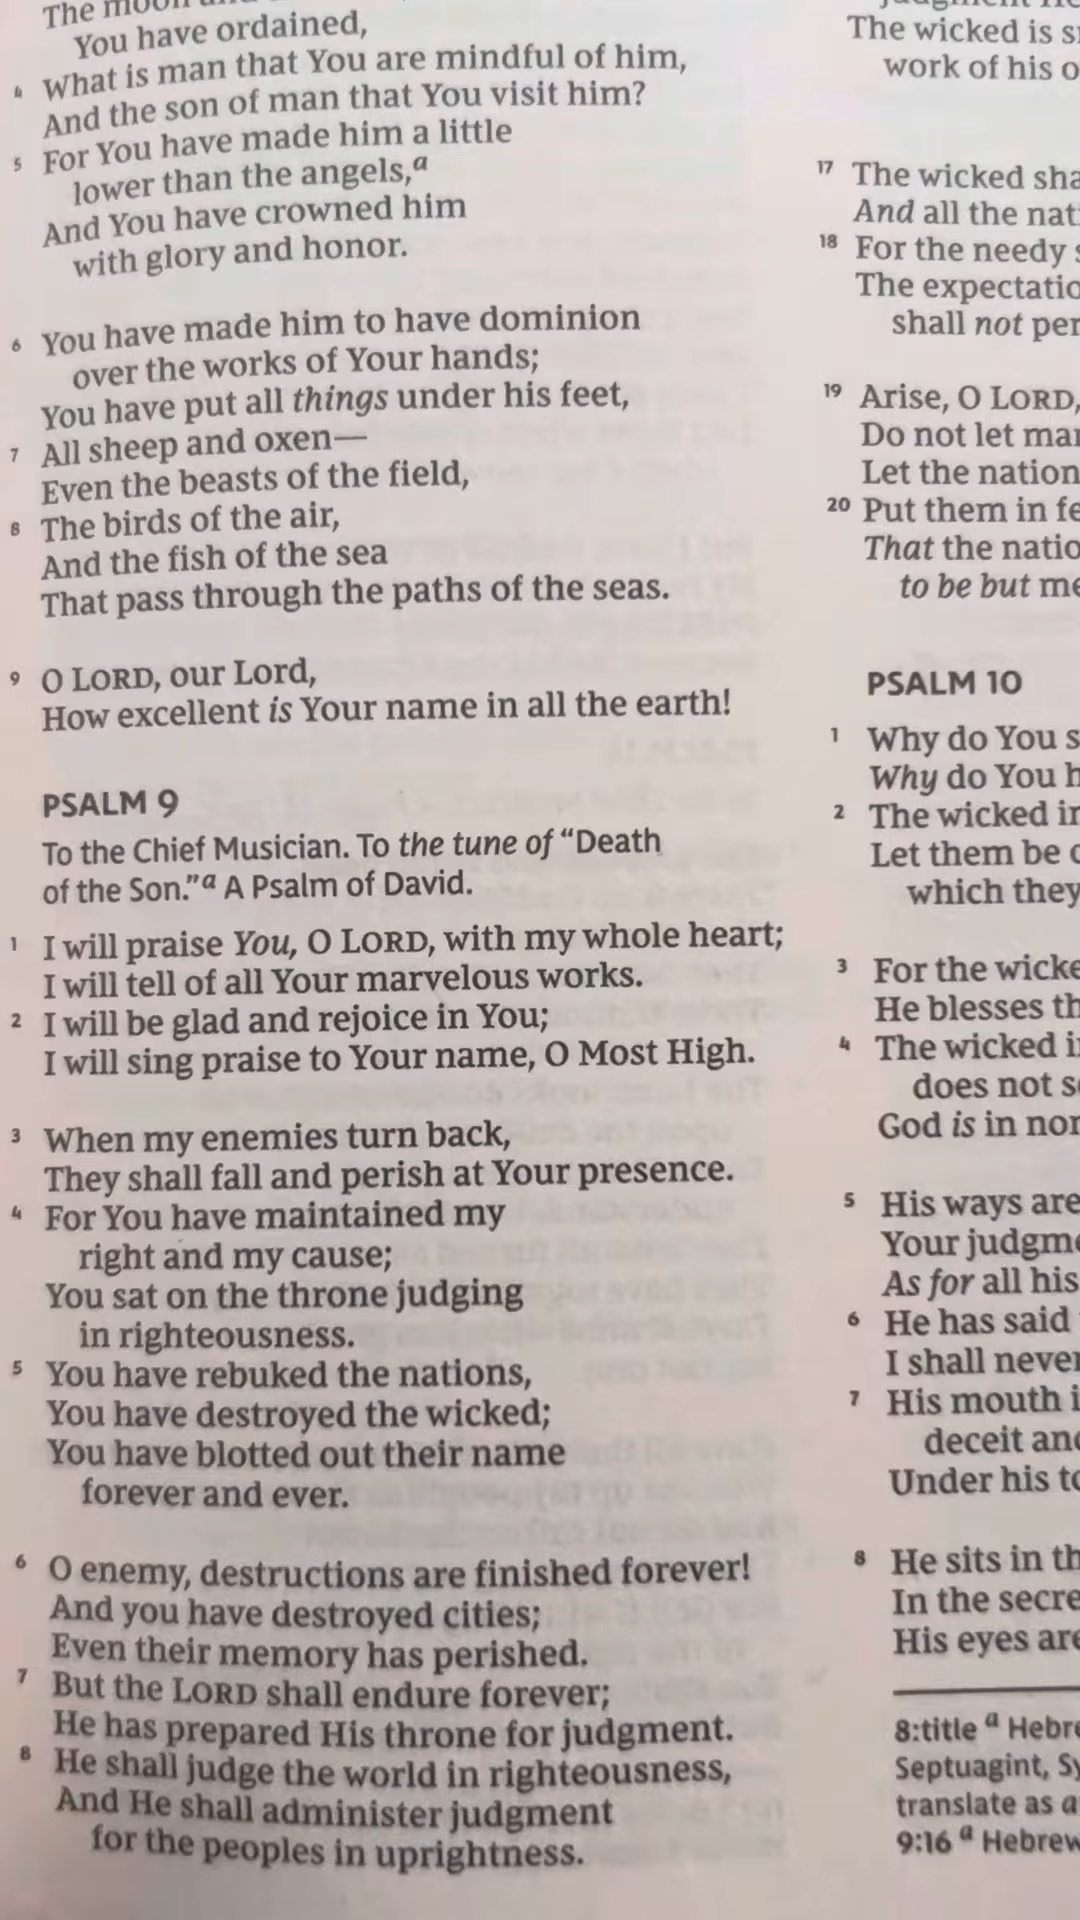 The moon and
You have ordained,
4 What is man that You are mindful of him,
And the son of man that You visit him?
5 For You have made him a little
lower than the angels,a
And You have crowned him
with glory and honor.
6 You have made him to have dominion
over the works of Your hands;
You have put all things under his feet,
7 All sheep and oxen—
Even the beasts of the field,
8 The birds of the air,
And the fish of the sea
That pass through the paths of the seas.
9 O LORD, our Lord,
How excellent is Your name in all the earth!
PSALM 9
To the Chief Musician. To the tune of “Death
of the Son.”a A Psalm of David.
1 I will praise You, O LORD, with my whole heart;
I will tell of all Your marvelous works.
2 I will be glad and rejoice in You;
I will sing praise to Your name, O Most High.
3 When my enemies turn back,
They shall fall and perish at Your presence.
4 For You have maintained my
right and my cause;
You sat on the throne judging
in righteousness.
5 You have rebuked the nations,
You have destroyed the wicked;
You have blotted out their name
forever and ever.
6 O enemy, destructions are finished forever!
And you have destroyed cities;
Even their memory has perished.
7 But the LORD shall endure forever;
He has prepared His throne for judgment.
8 He shall judge the world in righteousness,
And He shall administer judgment
for the peoples in uprightness.
The wicked is
work of his
17 The wicked
And all the
18 For the needy
The
shall not
19 Arise, O LORD,
Do not let
Let the
20 Put them in
That the
to be but
PSALM 10
1 Why do You
Why do You
2 The wicked
Let them be
which they
3 For the
He blesses
4 The wicked
does not
God is in
5 His ways are
Your
As for all his
6 He has said
I shall
7 His mouth
deceit
Under his
8 He sits in
In the
His eyes
8:title a
Septuagint,
translate as
9:16 a